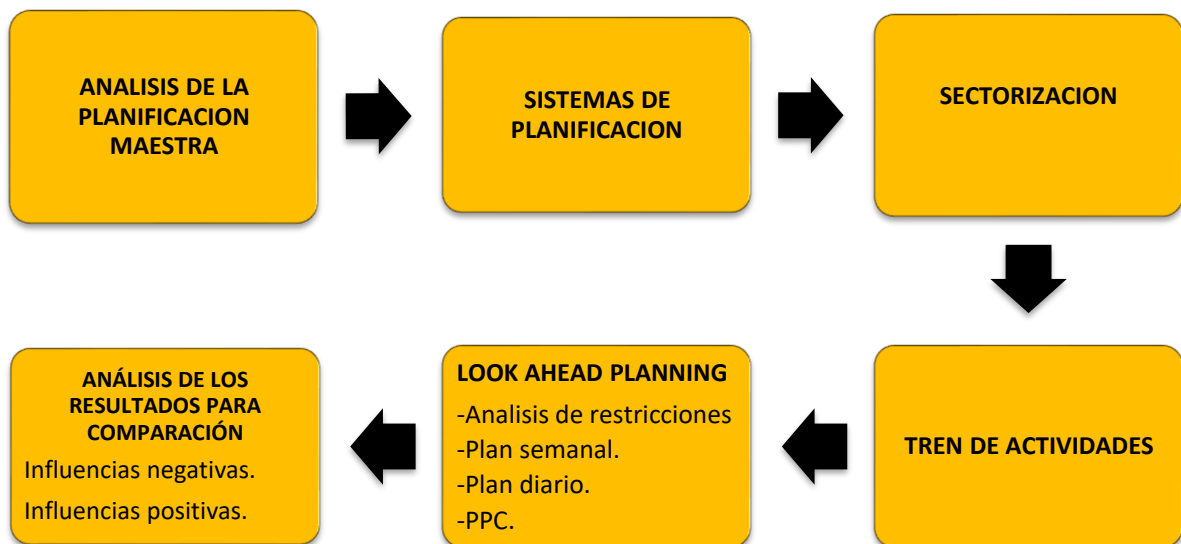 ANALISIS DE LA
PLANIFICACION
MAESTRA
SISTEMAS DE
PLANIFICACION
SECTORIZACION
TREN DE ACTIVIDADES
LOOK AHEAD PLANNING
-Analisis de restricciones
-Plan semanal.
-Plan diario.
-PPC.
ANÁLISIS DE LOS
RESULTADOS PARA
COMPARACIÓN
Influencias negativas.
Influencias positivas.